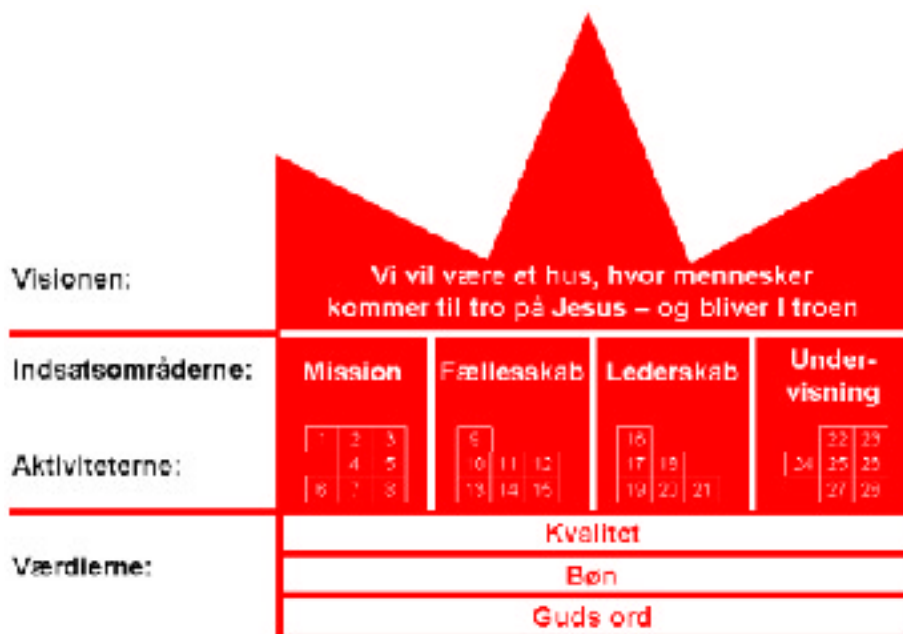 Visionen:
Vi vil være et hus, hvor mennesker
kommer til tro på Jesus – og bliver i troen
Indsatsområderne:
Mission
Fællesskab
Lederskab
Under-
visning
Aktiviteterne:
1 2 3
4 5
6 7 8
9
10 11 12
13 14 15
16
17 18
19 20 21
22 23
24 25 26
27 28
Værdierne:
Kvalitet
Bøn
Guds ord